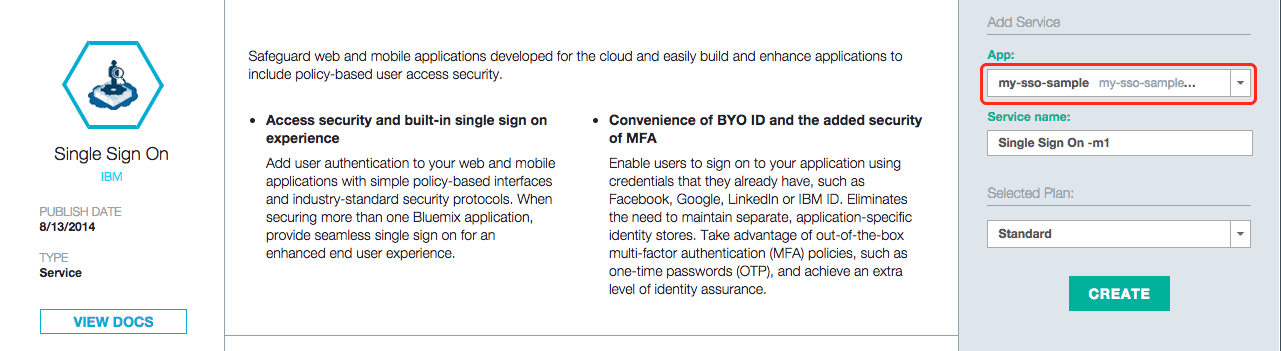 Single Sign On
IBM
PUBLISH DATE
8/13/2014
TYPE
Service
VIEW DOCS
Safeguard web and mobile applications developed for the cloud and easily build and enhance applications to
include policy-based user access security.
• Access security and built-in single sign on
experience
Add user authentication to your web and mobile
applications with simple policy-based interfaces
and industry-standard security protocols. When
securing more than one Bluemix application,
provide seamless single sign on for an
enhanced end user experience.
• Convenience of BYO ID and the added security
of MFA
Enable users to sign on to your application using
credentials that they already have, such as
Facebook, Google, LinkedIn or IBM ID. Eliminates
the need to maintain separate, application-specific
identity stores. Take advantage of out-of-the-box
multi-factor authentication (MFA) policies, such as
one-time passwords (OTP), and achieve an extra
level of identity assurance.
Add Service
App:
my-sso-sample my-sso-sample...
Service name:
Single Sign On -m1
Selected Plan:
Standard
CREATE